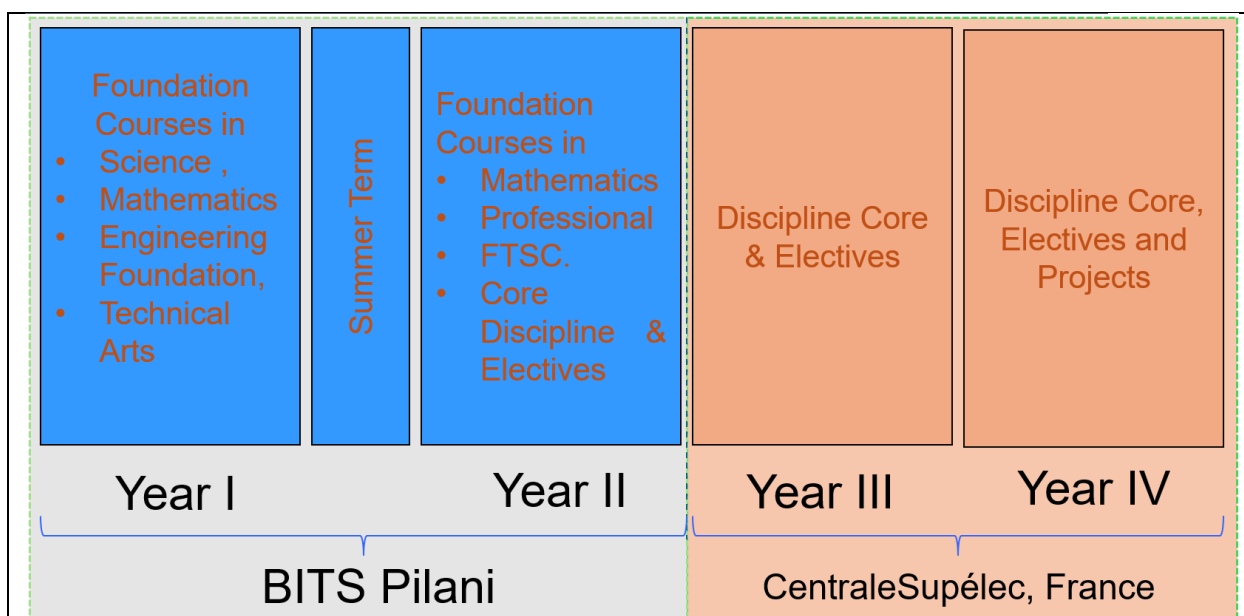 Foundation
Courses in
• Science ,
• Mathematics
• Engineering
Foundation,
• Technical
Arts
Summer Term
Foundation
Courses in
• Mathematics
• Professional
• FTSC.
• Core
Discipline &
Electives
Discipline Core
& Electives
Discipline Core,
Electives and
Projects
Year I
Year II
Year III
Year IV
BITS Pilani
CentraleSupélec, France